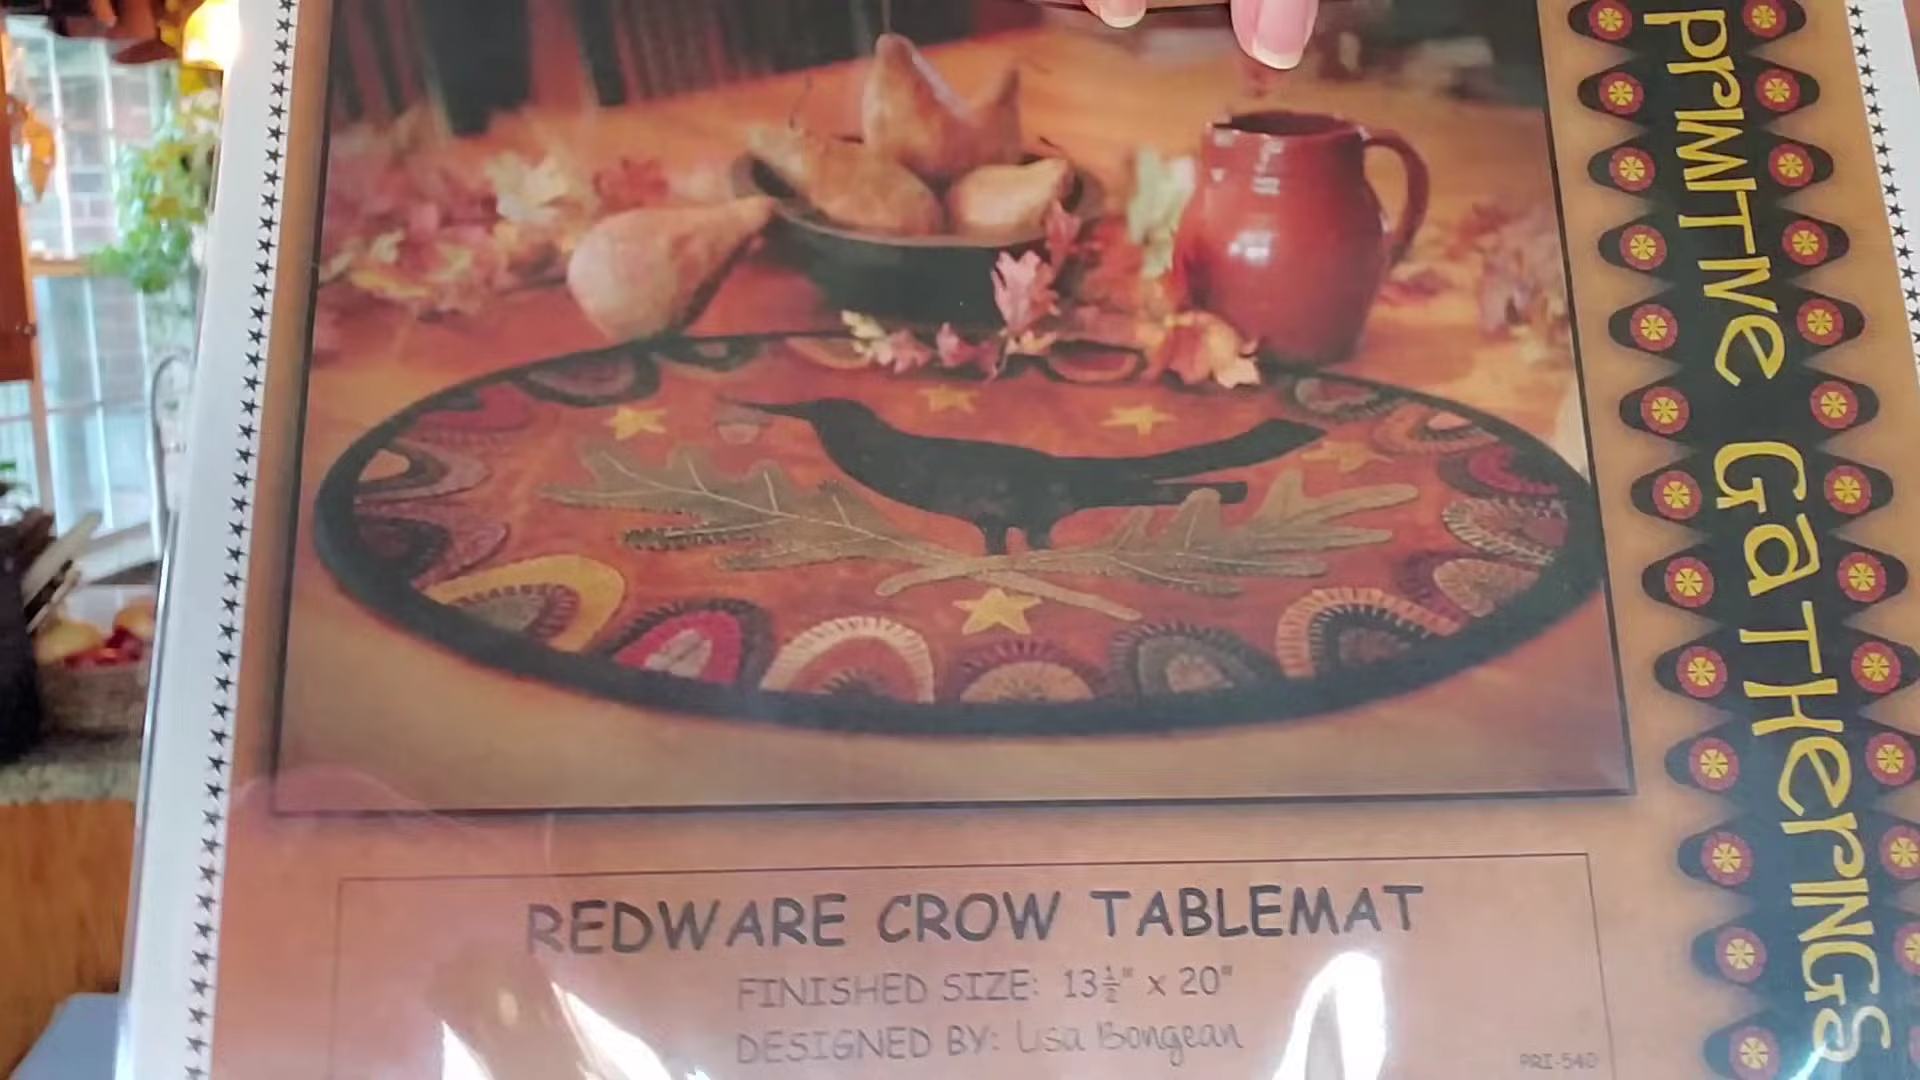 PRIMITIVE GATHERINGS
REDWARE CROW TABLEMAT
FINISHED SIZE: 13½" x 20"
DESIGNED BY: Lisa Bongean
PRI-540